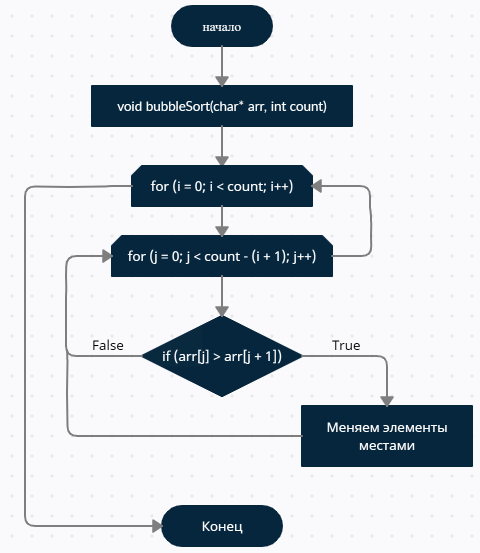 начало
void bubbleSort(char* arr, int count)
for (i = 0; i < count; i++)
for (j = 0; j < count - (i + 1); j++)
False
if (arr[j] > arr[j + 1])
True
Меняем элементы
местами
Конец